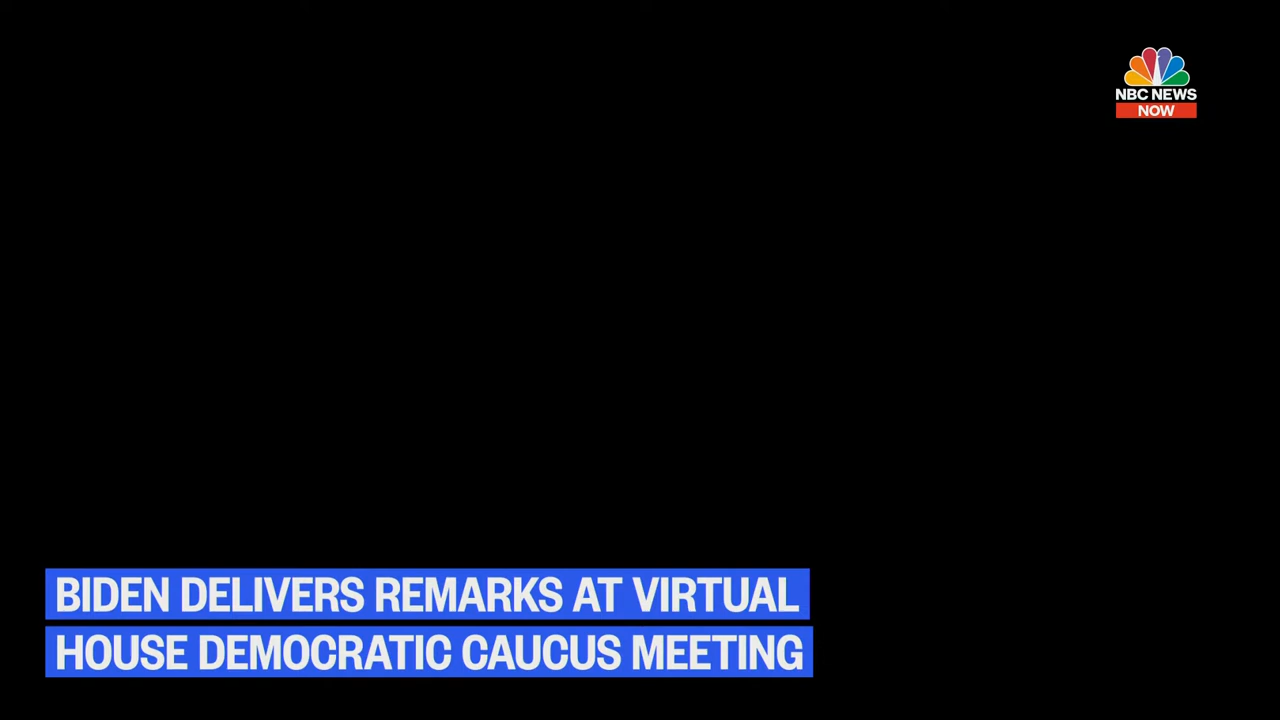 NBC NEWS
NOW
BIDEN DELIVERS REMARKS AT VIRTUAL
HOUSE DEMOCRATIC CAUCUS MEETING